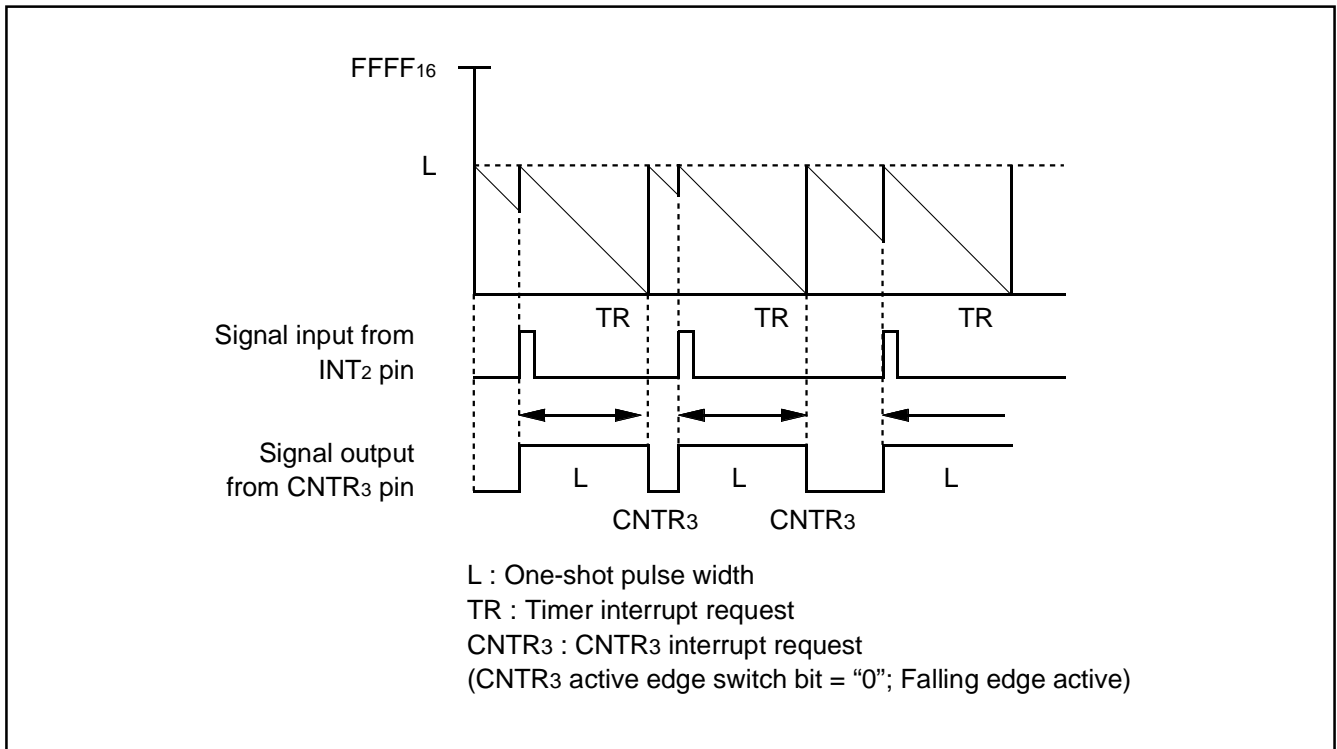 FFFF16
L
TR TR TR
Signal input from
INT2 pin
Signal output
from CNTR3 pin
L L L
CNTR3 CNTR3
L : One-shot pulse width
TR : Timer interrupt request
CNTR3 : CNTR3 interrupt request
(CNTR3 active edge switch bit = “0”; Falling edge active)